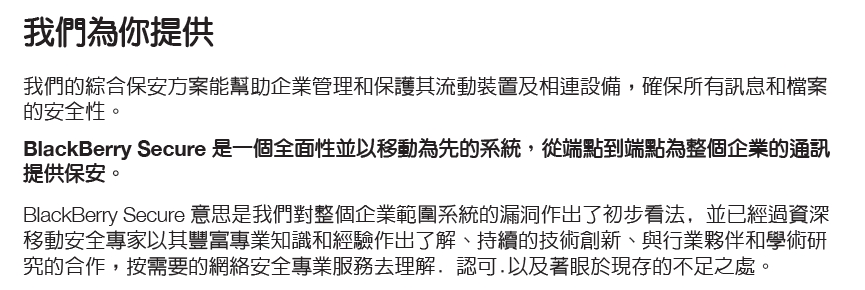 我們為你提供
我們的綜合保安方案能幫助企業管理和保護其流動裝置及相連設備，確保所有訊息和檔案
的安全性。
BlackBerry Secure 是一個全面性並以移動為先的系統，從端點到端點為整個企業的通訊
提供保安。
BlackBerry Secure 意思是我們對整個企業範圍系統的漏洞作出了初步看法, 並已經過資深
移動安全專家以其豐富專業知識和經驗作出了解、持續的技術創新、與行業夥伴和學術研
究的合作，按需要的網絡安全專業服務去理解. 認可.以及著眼於現存的不足之處。